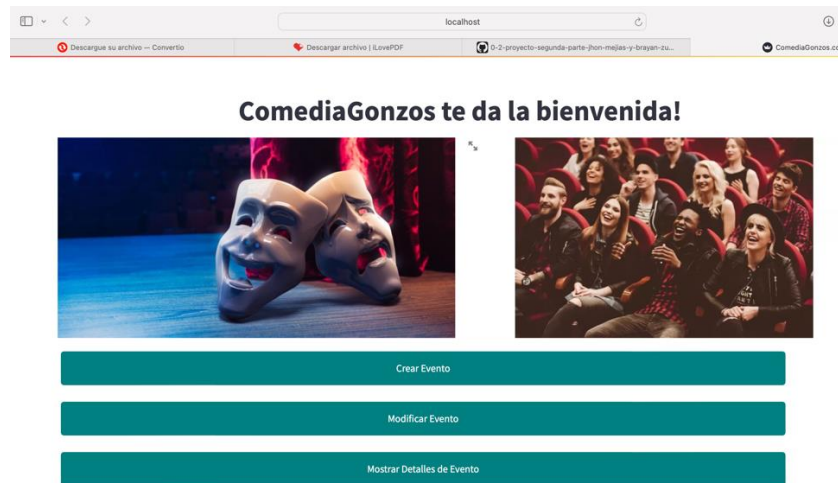 localhost
Descargue su archivo — Convertio
Descargar archivo | iLovePDF
0-2-proyecto-segunda-parte-jhon-mejias-y-brayan-zu...
ComediaGonzos.co
ComediaGonzos te da la bienvenida!
Crear Evento
Modificar Evento
Mostrar Detalles de Evento